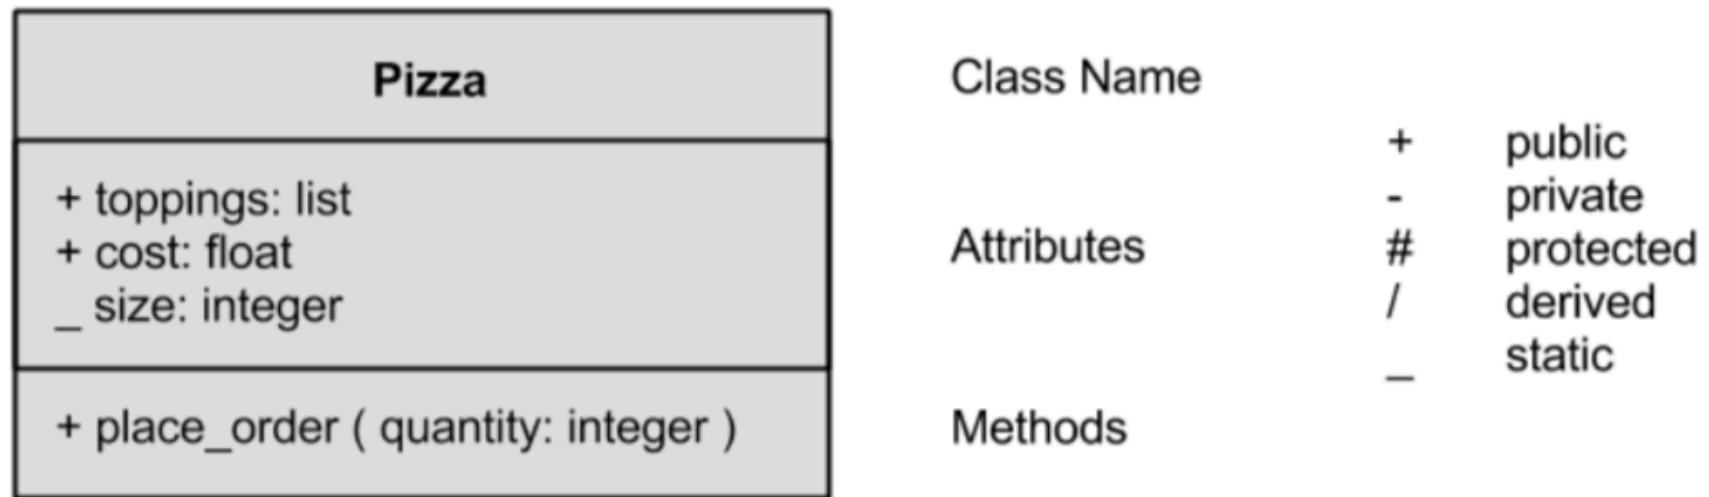 Pizza
+ toppings: list
+ cost: float
_ size: integer
+ place_order ( quantity: integer )
Class Name
Attributes
Methods
+ public
- private
# protected
/ derived
_ static